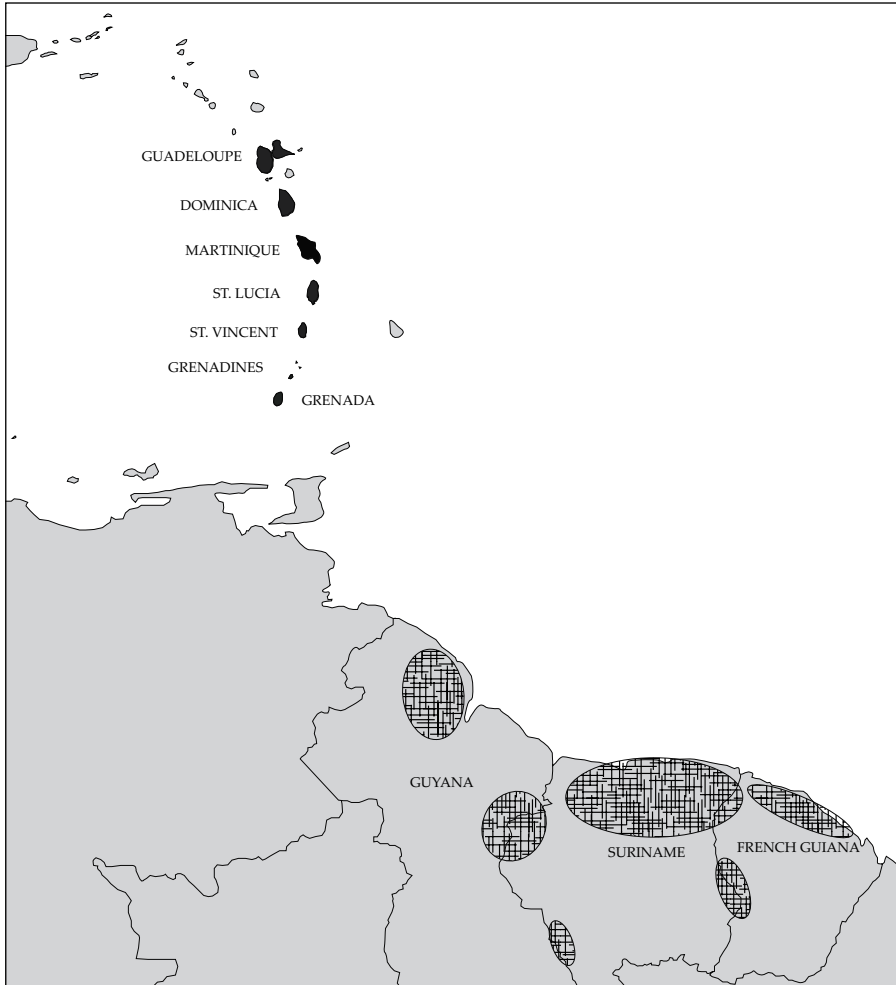 GUADELOUPE
DOMINICA
MARTINIQUE
ST. LUCIA
ST. VINCENT
GRENADINES
GRENADA
GUYANA
SURINAME
FRENCH GUIANA